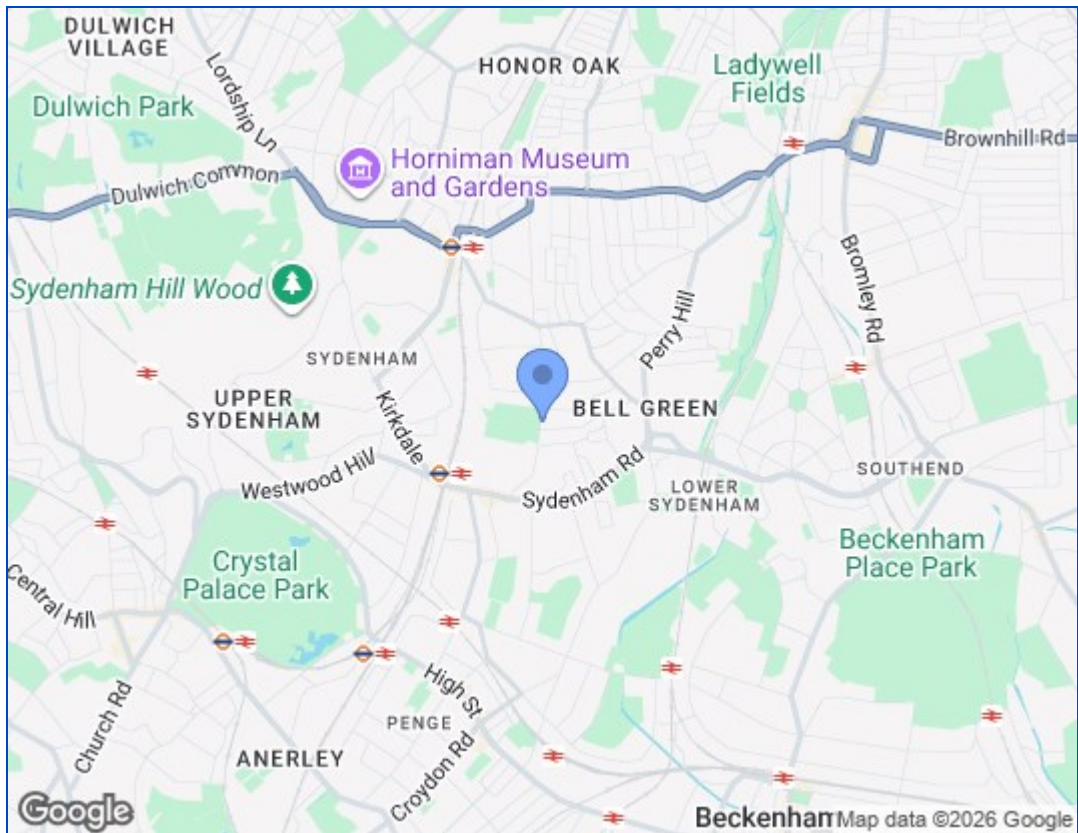 DULWICH
VILLAGE
HONOR OAK
Ladywell
Fields
Lordship Ln
Dulwich Park
Brownhill Rd
Horniman Museum
and Gardens
Dulwich Common
Sydenham Hill Wood
Bromley Rd
Perry Hill
SYDENHAM
UPPER
SYDENHAM
Kirkdale
BELL GREEN
Westwood Hill
Sydenham Rd
SOUTHEND
LOWER
SYDENHAM
Crystal
Palace Park
Beckenham
Place Park
Central Hill
High St
Church Rd
PENGE
ANERLEY
Croydon Rd
Google
Beckenham
Map data ©2026 Google